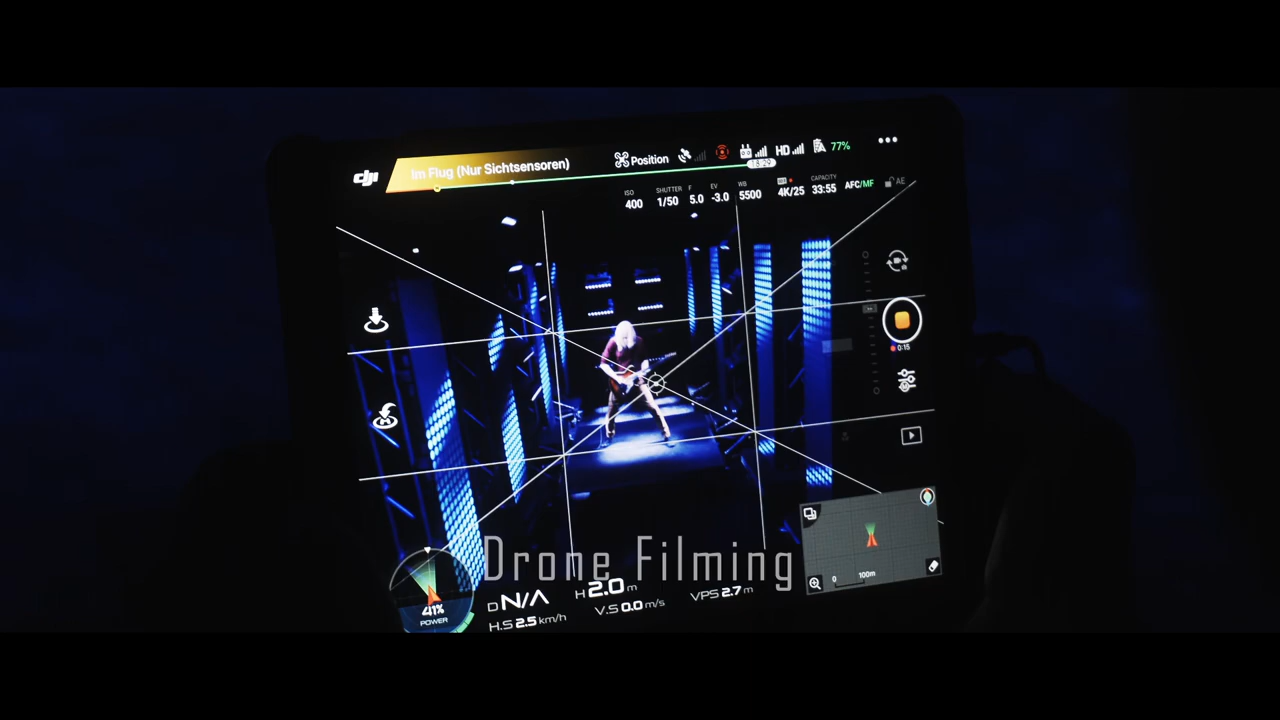 dji
Im Flug (Nur Sichtsensoren)
Position
HD
77%
18:20
ISO
400
SHUTTER
1/50
F
5.0
EV
-3.0
WB
5500
4K/25
CAPACITY
33:55
AFC/MF
AE
0:15
0
100m
Drone Filming
41%
POWER
D N/A
H 2.0 m
H.S 2.5 km/h
V.S 0.0 m/s
VPS 2.7 m